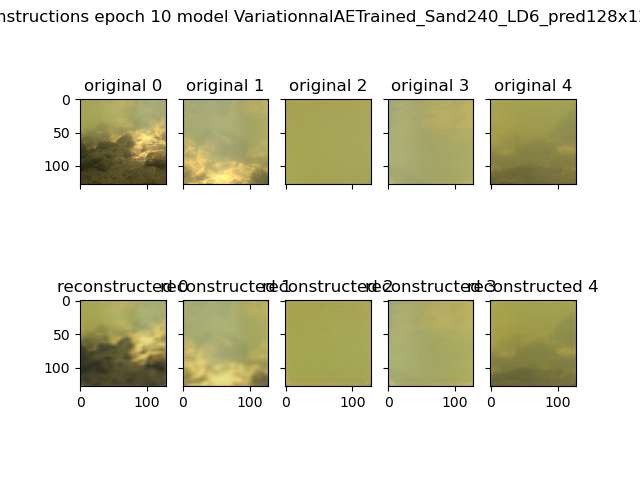 nstructions epoch 10 model VariationnalAETrained_Sand240_LD6_pred128x1
original 0 original 1 original 2 original 3 original 4
0
50
100
reconstructed 0 reconstructed 1 reconstructed 2 reconstructed 3 reconstructed 4
0
50
100
0 100 0 100 0 100 0 100 0 100